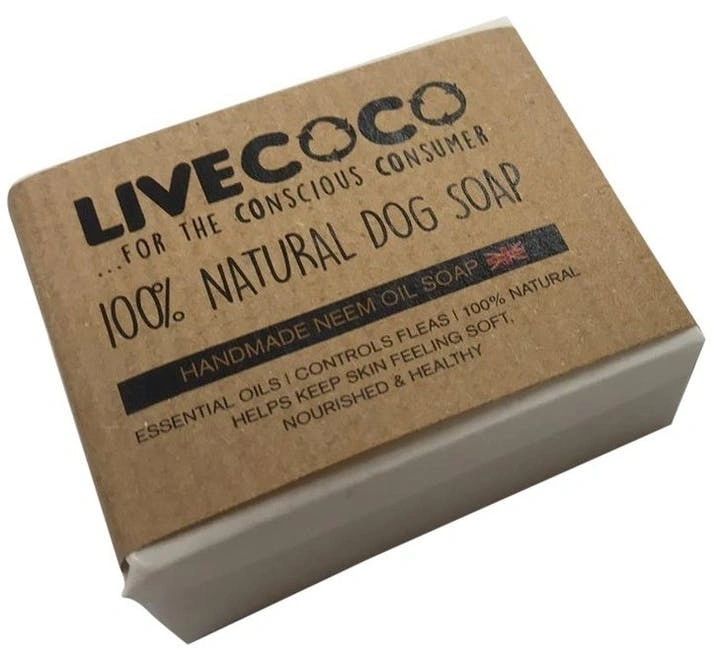 LIVECOCO
...FOR THE CONSCIOUS CONSUMER
100% NATURAL DOG SOAP
HANDMADE NEEM OIL SOAP
ESSENTIAL OILS | CONTROLS FLEAS | 100% NATURAL
HELPS KEEP SKIN FEELING SOFT,
NOURISHED & HEALTHY